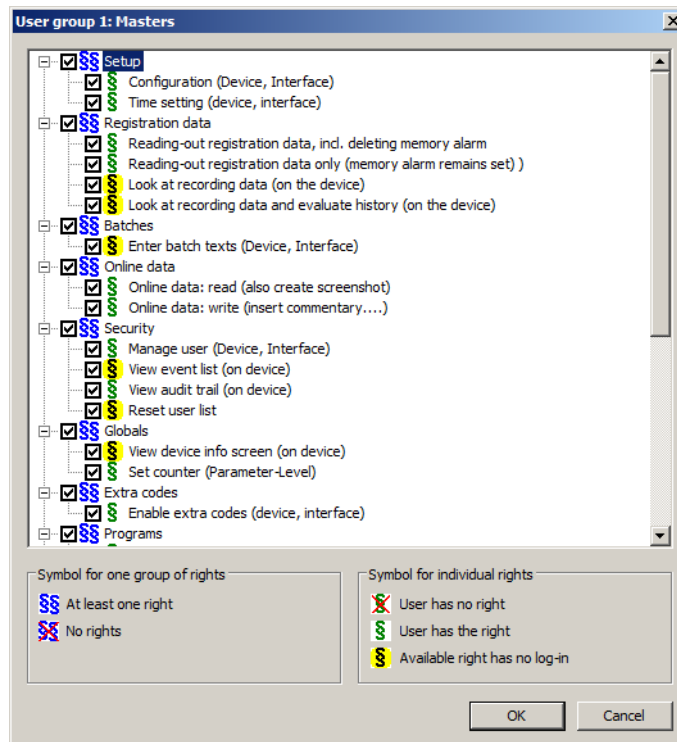 User group 1: Masters
Setup
Configuration (Device, Interface)
Time setting (device, interface)
Registration data
Reading-out registration data, incl. deleting memory alarm
Reading-out registration data only (memory alarm remains set) )
Look at recording data (on the device)
Look at recording data and evaluate history (on the device)
Batches
Enter batch texts (Device, Interface)
Online data
Online data: read (also create screenshot)
Online data: write (insert commentary....)
Security
Manage user (Device, Interface)
View event list (on device)
View audit trail (on device)
Reset user list
Globals
View device info screen (on device)
Set counter (Parameter-Level)
Extra codes
Enable extra codes (device, interface)
Programs
Symbol for one group of rights
§§ At least one right
§§ No rights
Symbol for individual rights
§ User has no right
§ User has the right
§ Available right has no log-in
OK Cancel